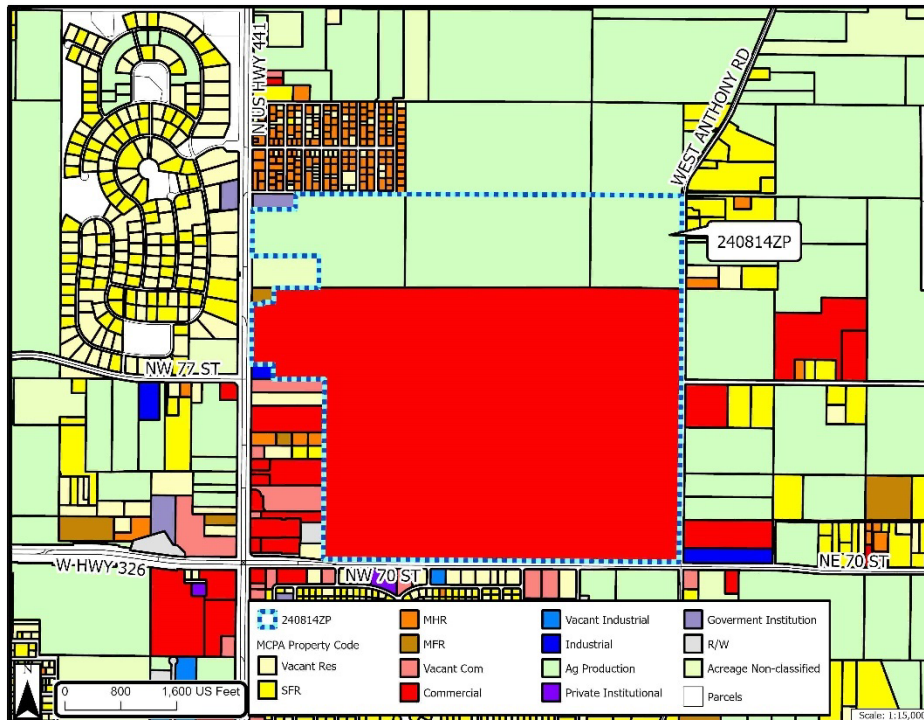 N US HWY 441
WEST ANTHONY RD
240814ZP
NW 77 ST
W HWY 326
NW 70 ST
NE 70 ST
N
0 800 1,600 US Feet
240814ZP
MCPA Property Code
Vacant Res
SFR
MHR
MFR
Vacant Com
Commercial
Vacant Industrial
Industrial
Ag Production
Private Institutional
Goverment Institution
R/W
Acreage Non-classified
Parcels
Scale: 1:15,000